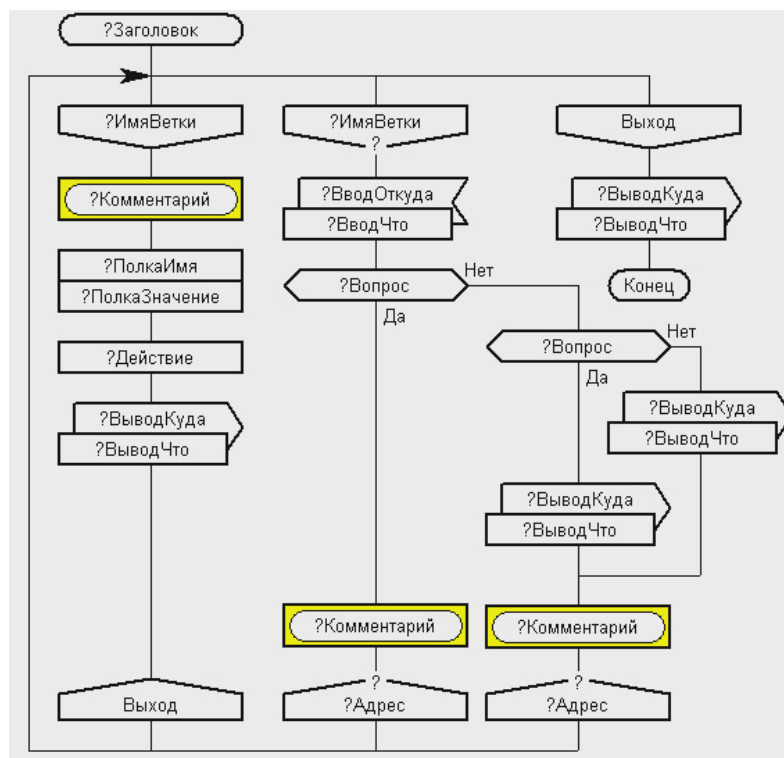 ?Заголовок
?ИмяВетки
?Комментарий
?ПолкаИмя
?ПолкаЗначение
?Действие
?ВыводКуда
?ВыводЧто
Выход
?ИмяВетки
?
?ВводОткуда
?ВводЧто
?Вопрос
Нет
Да
?Комментарий
?
?Адрес
?Вопрос
Нет
Да
?ВыводКуда
?ВыводЧто
?ВыводКуда
?ВыводЧто
?Комментарий
?
?Адрес
Выход
?ВыводКуда
?ВыводЧто
Конец